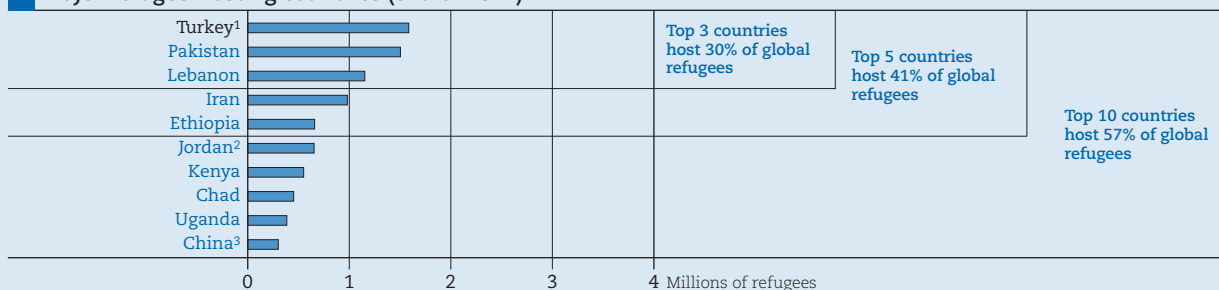 Turkey¹
Pakistan
Lebanon
Iran
Ethiopia
Jordan²
Kenya
Chad
Uganda
China³
Top 3 countries
host 30% of global
refugees
Top 5 countries
host 41% of global
refugees
Top 10 countries
host 57% of global
refugees
0 1 2 3 4 Millions of refugees